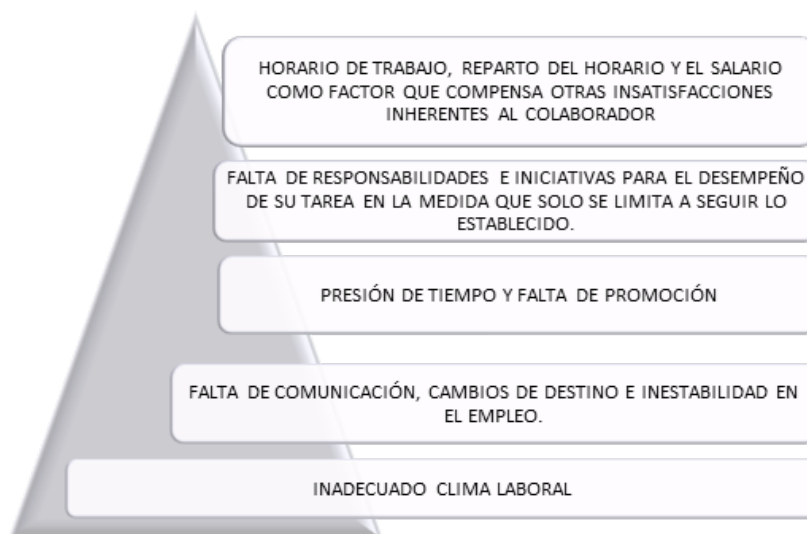 HORARIO DE TRABAJO, REPARTO DEL HORARIO Y EL SALARIO
COMO FACTOR QUE COMPENSA OTRAS INSATISFACCIONES
INHERENTES AL COLABORADOR
FALTA DE RESPONSABILIDADES E INICIATIVAS PARA EL DESEMPEÑO
DE SU TAREA EN LA MEDIDA QUE SOLO SE LIMITA A SEGUIR LO
ESTABLECIDO.
PRESIÓN DE TIEMPO Y FALTA DE PROMOCIÓN
FALTA DE COMUNICACIÓN, CAMBIOS DE DESTINO E INESTABILIDAD EN
EL EMPLEO.
INADECUADO CLIMA LABORAL